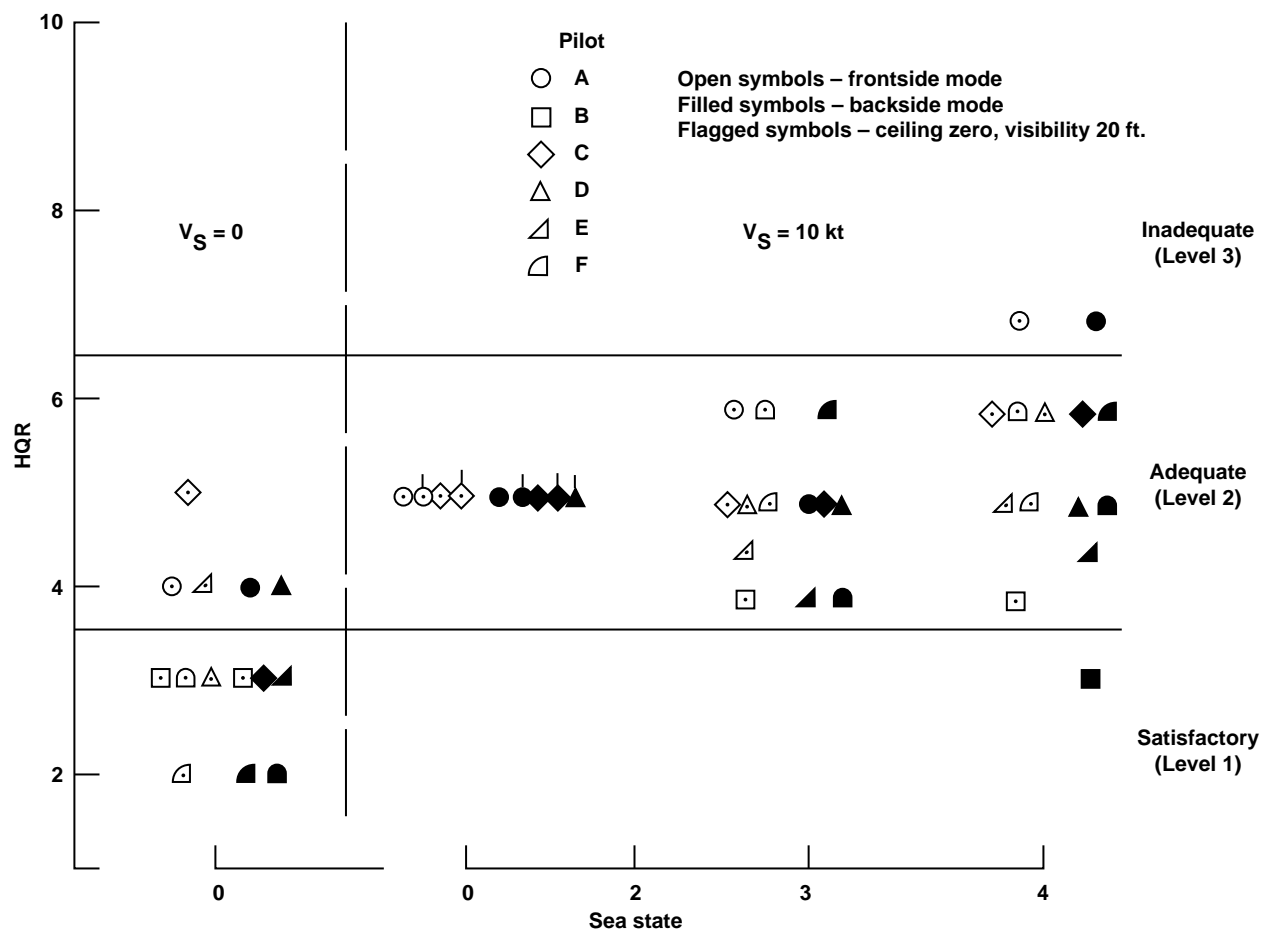 10
Pilot
A
Open symbols – frontside mode
B
Filled symbols – backside mode
Flagged symbols – ceiling zero, visibility 20 ft.
C
D
E
F
8
V_S = 0
V_S = 10 kt
Inadequate
(Level 3)
6
HQR
Adequate
(Level 2)
4
Satisfactory
(Level 1)
2
0
0
2
3
4
Sea state